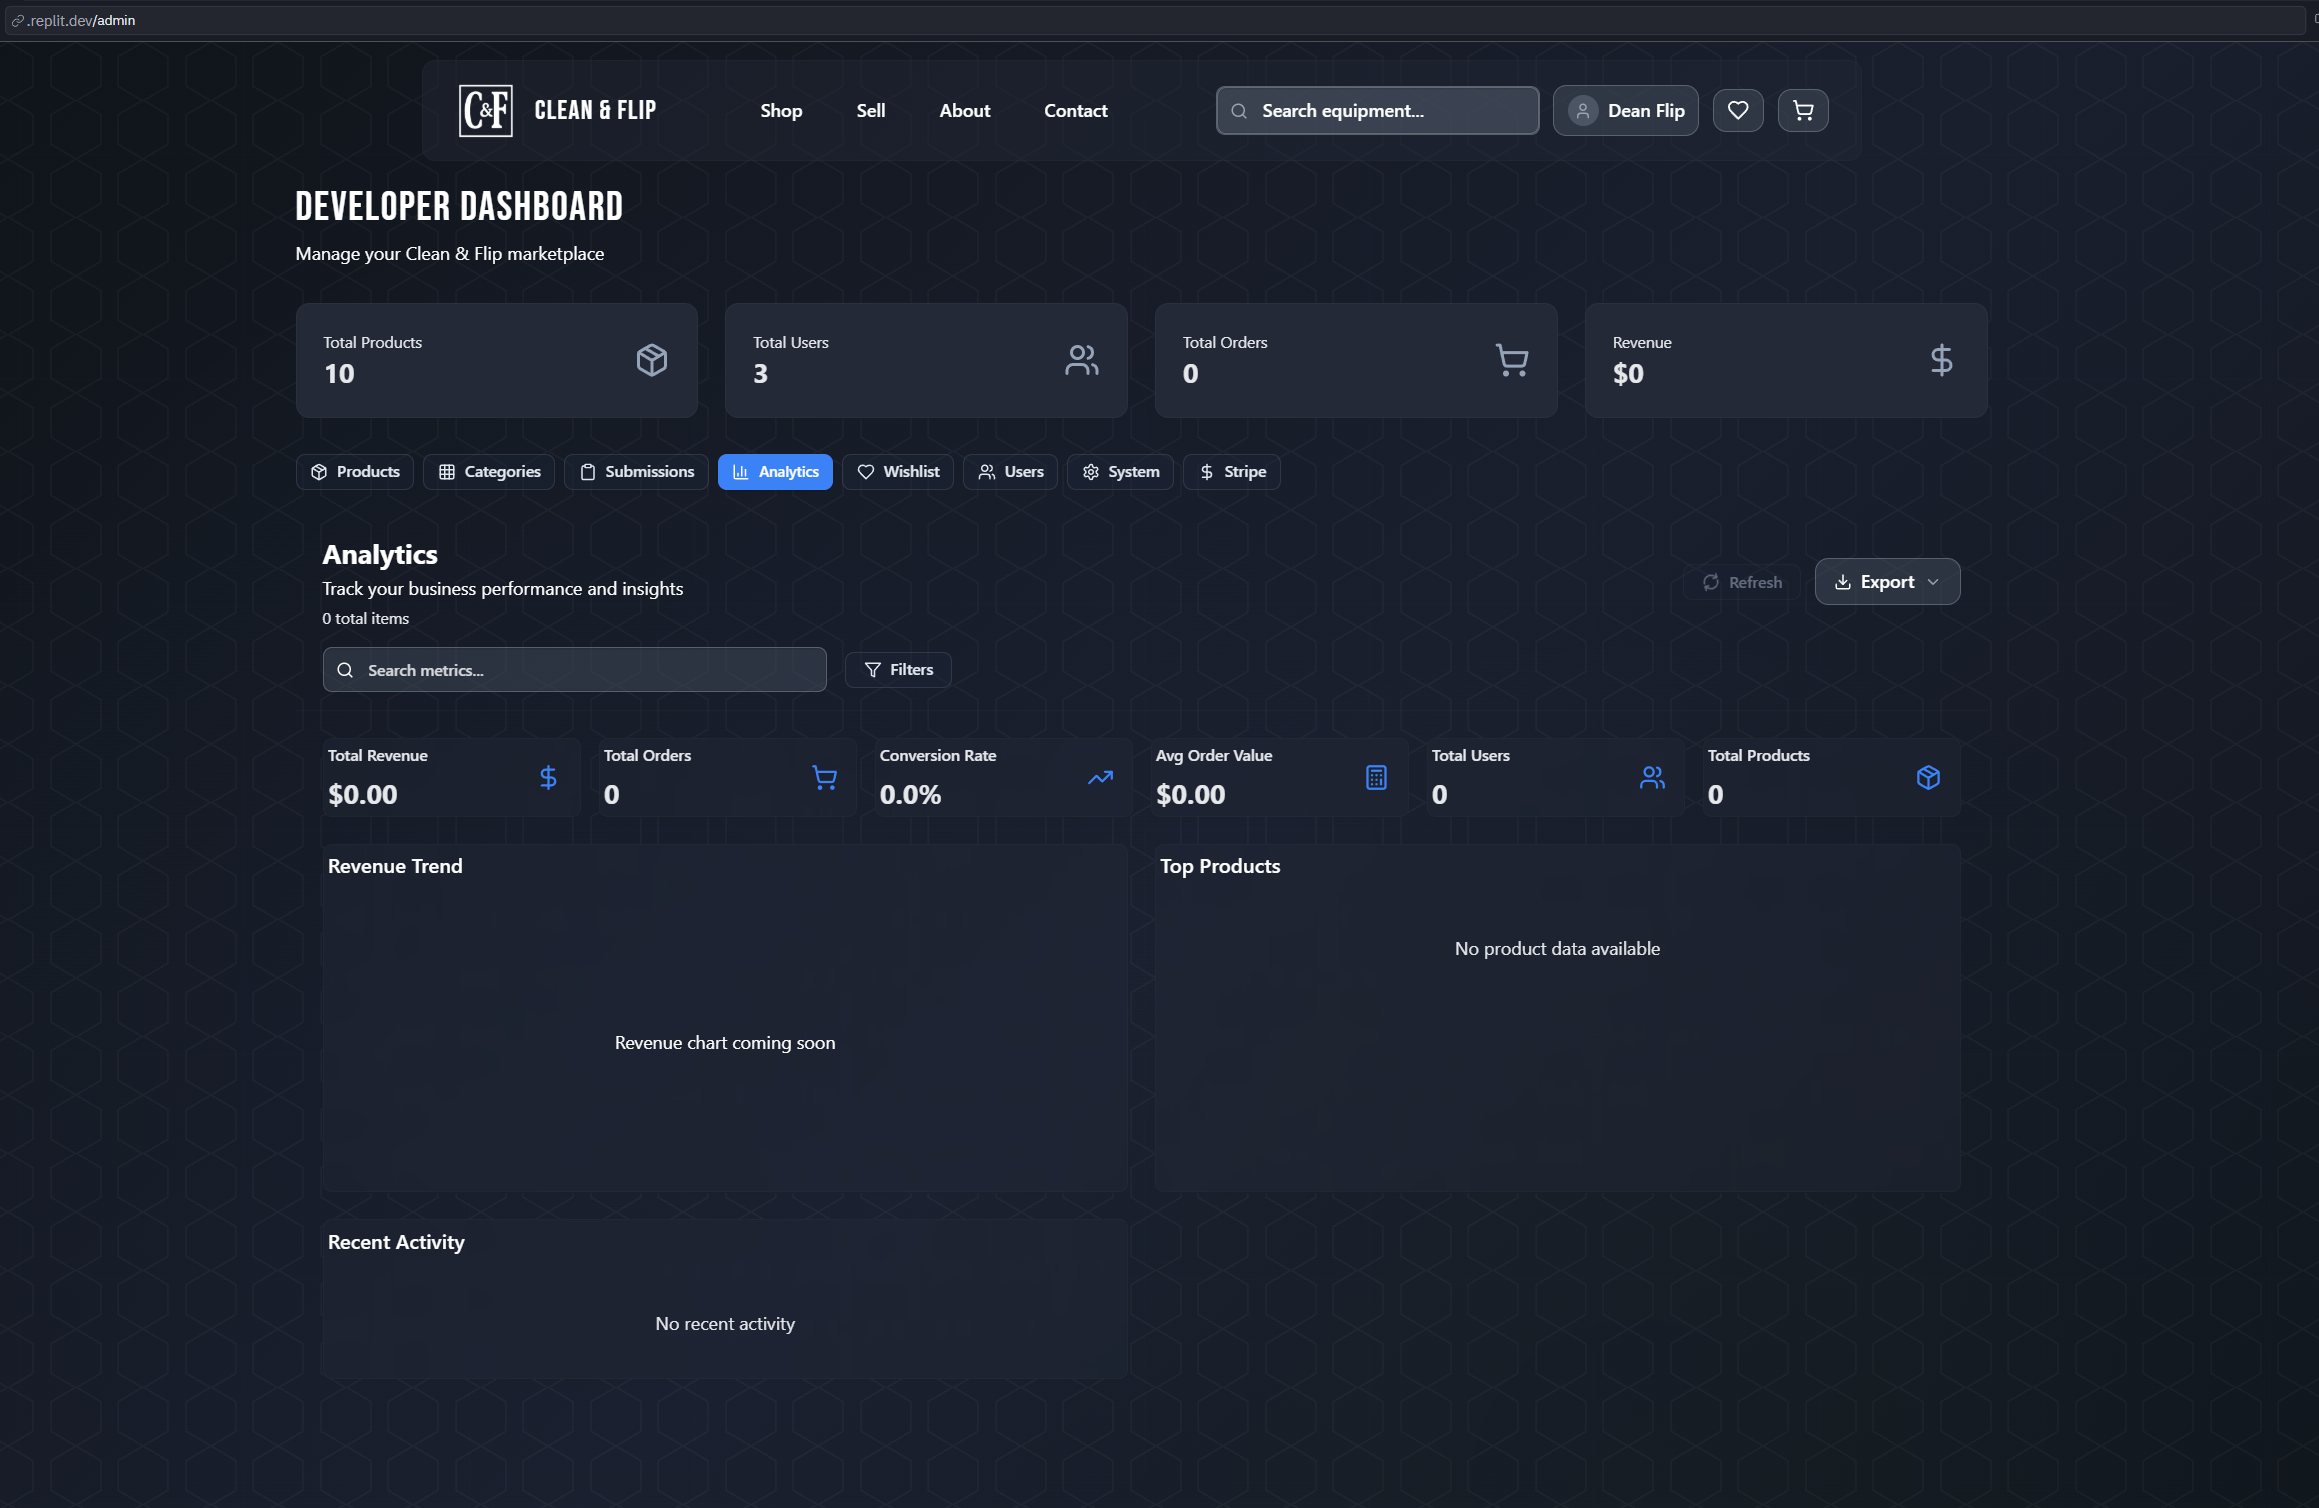 .replit.dev/admin
C&F
CLEAN & FLIP
Shop
Sell
About
Contact
Search equipment...
Dean Flip
DEVELOPER DASHBOARD
Manage your Clean & Flip marketplace
Total Products
10
Total Users
3
Total Orders
0
Revenue
$0
Products
Categories
Submissions
Analytics
Wishlist
Users
System
Stripe
Analytics
Track your business performance and insights
0 total items
Refresh
Export
Search metrics...
Filters
Total Revenue
$0.00
Total Orders
0
Conversion Rate
0.0%
Avg Order Value
$0.00
Total Users
0
Total Products
0
Revenue Trend
Revenue chart coming soon
Top Products
No product data available
Recent Activity
No recent activity